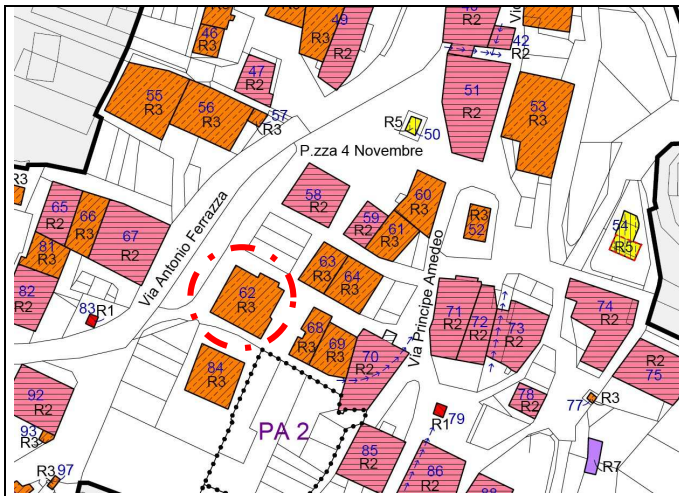 R3
46
R3
49
R3
R2
42
R2
47
R2
51
R2
53
R3
55
R3
56
R3
57
R3
R5
50
P.zza 4 Novembre
R3
58
R2
60
R3
59
R2
61
R3
R3
52
54
R5
65
R2
66
R3
67
R2
81
R3
82
R2
83
R1
Via Antonio Ferrazza
Via Principe Amedeo
62
R3
63
R3
64
R3
68
R3
69
R3
70
R2
71
R2
72
R2
73
R2
74
R2
R2
75
84
R3
78
R2
77
R3
79
R1
92
R2
93
R3
R3
97
PA 2
85
R2
86
R2
88
R7